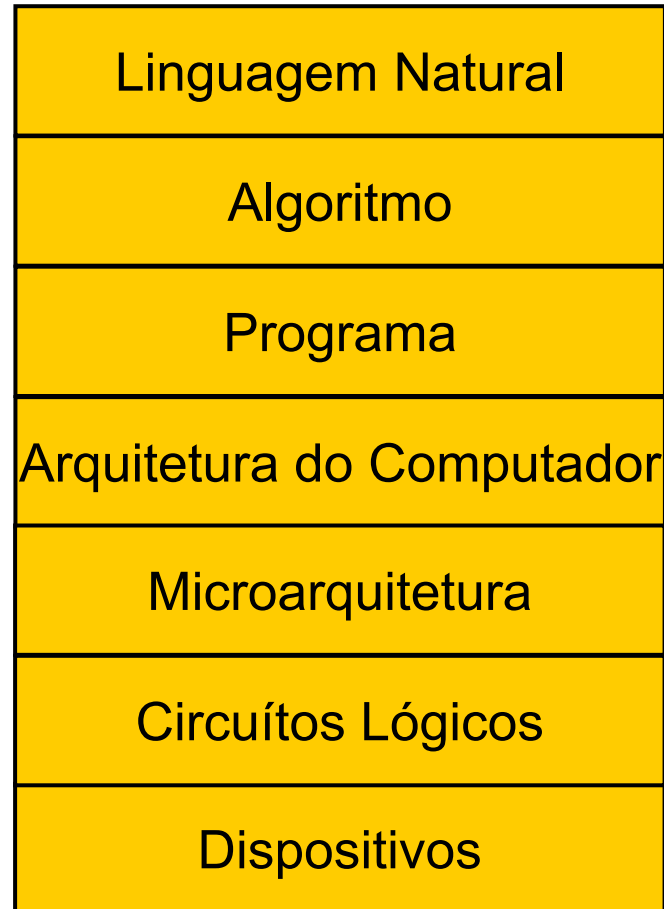 Linguagem Natural
Algoritmo
Programa
Arquitetura do Computador
Microarquitetura
Circuítos Lógicos
Dispositivos